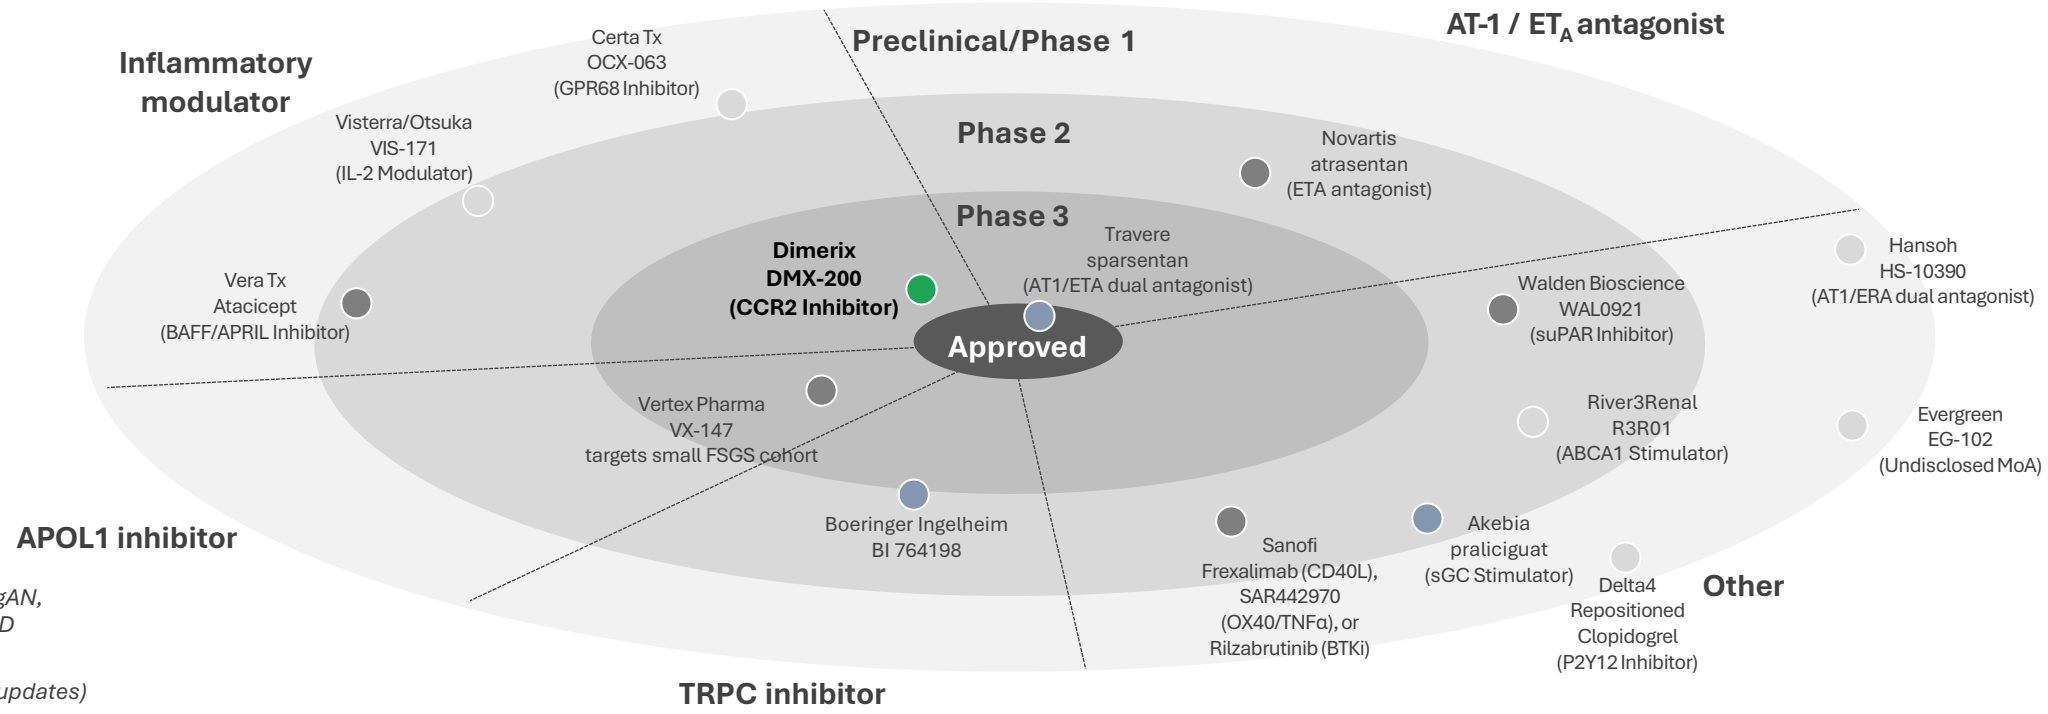 AT-1 / ETA antagonist
Preclinical/Phase 1
Certa Tx
OCX-063
(GPR68 Inhibitor)
Inflammatory
modulator
Visterra/Otsuka
VIS-171
(IL-2 Modulator)
Phase 2
Novartis
atrasentan
(ETA antagonist)
Phase 3
Travere
sparsentan
(AT1/ETA dual antagonist)
Dimerix
DMX-200
(CCR2 Inhibitor)
Hansoh
HS-10390
(AT1/ERA dual antagonist)
Vera Tx
Atacicept
(BAFF/APRIL Inhibitor)
Walden Bioscience
WAL0921
(suPAR Inhibitor)
Approved
Vertex Pharma
VX-147
targets small FSGS cohort
River3Renal
R3R01
(ABCA1 Stimulator)
Evergreen
EG-102
(Undisclosed MoA)
Boeringer Ingelheim
BI 764198
Sanofi
Frexalimab (CD40L),
SAR442970
(OX40/TNFα), or
Rilzabrutinib (BTKi)
Akebia
praliciguat
(sGC Stimulator)
Delta4
Repositioned
Clopidogrel
(P2Y12 Inhibitor)
Other
APOL1 inhibitor
gAN,
D
updates)
TRPC inhibitor